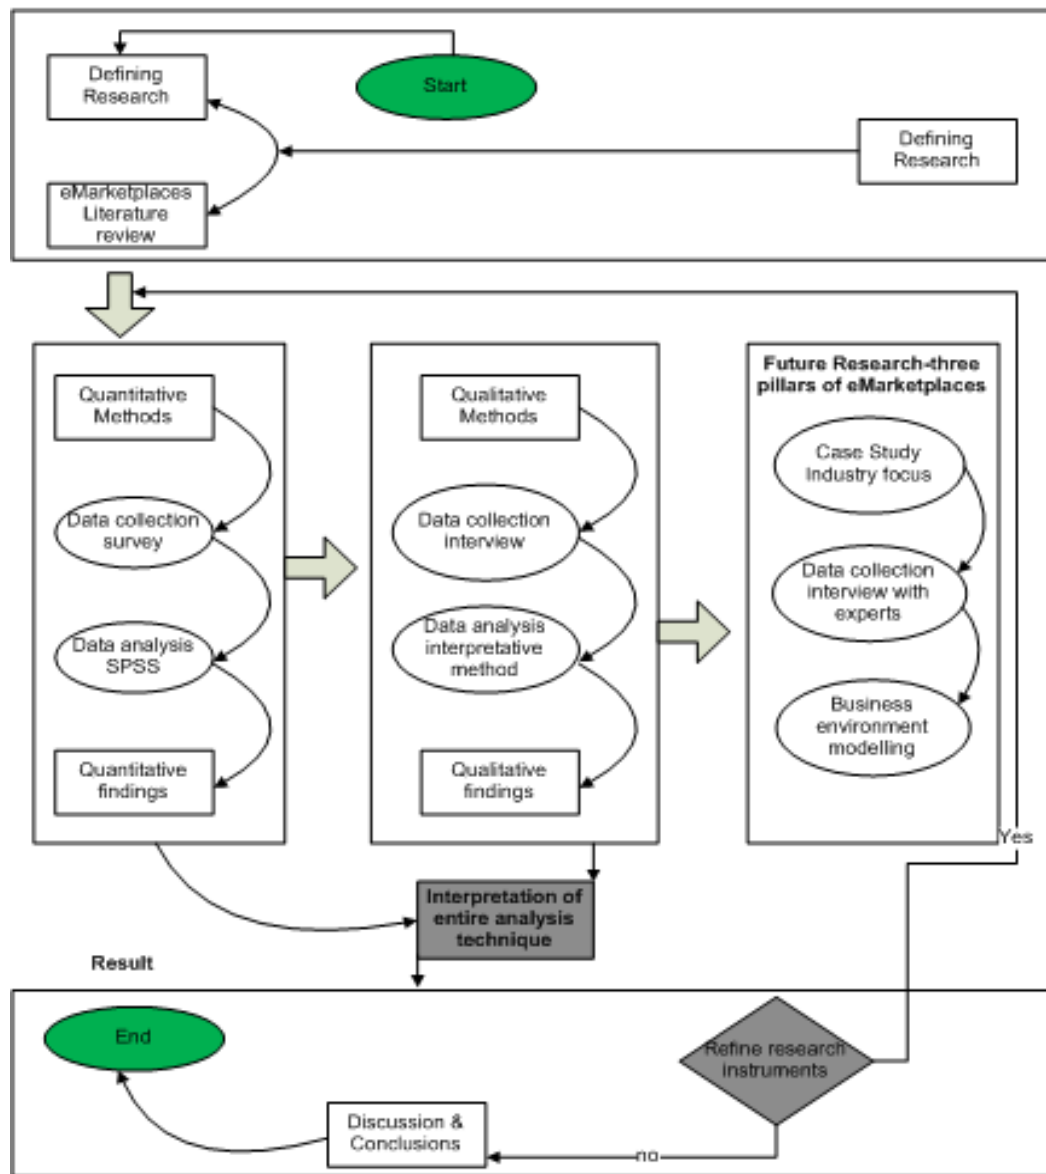 Start
Defining
Research
Defining
Research
eMarketplaces
Literature
review
Quantitative
Methods
Data collection
survey
Data analysis
SPSS
Quantitative
findings
Qualitative
Methods
Data collection
interview
Data analysis
interpretative
method
Qualitative
findings
Future Research-three
pillars of eMarketplaces
Case Study
Industry focus
Data collection
interview with
experts
Business
environment
modelling
Yes
Interpretation of
entire analysis
technique
Result
End
Refine research
instruments
Discussion &
Conclusions
no